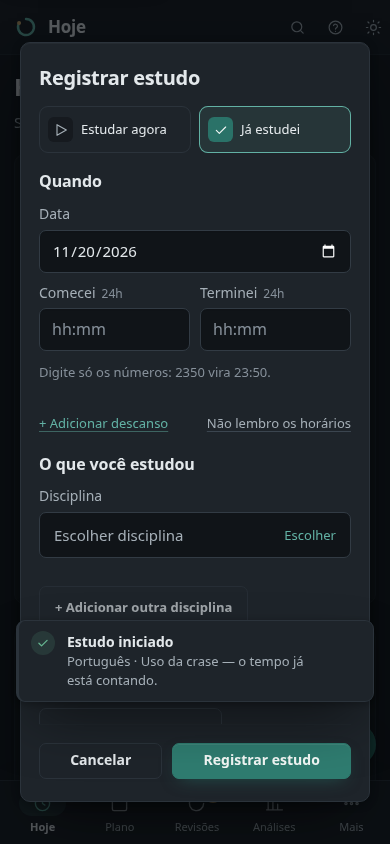 Hoje
Registrar estudo
Estudar agora
Já estudei
Quando
Data
11/20/2026
Comecei 24h
Terminei 24h
hh:mm
hh:mm
Digite só os números: 2350 vira 23:50.
+ Adicionar descanso
Não lembro os horários
O que você estudou
Disciplina
Escolher disciplina
Escolher
+ Adicionar outra disciplina
Estudo iniciado
Português · Uso da crase — o tempo já
está contando.
Cancelar
Registrar estudo
Hoje
Plano
Revisões
Análises
Mais